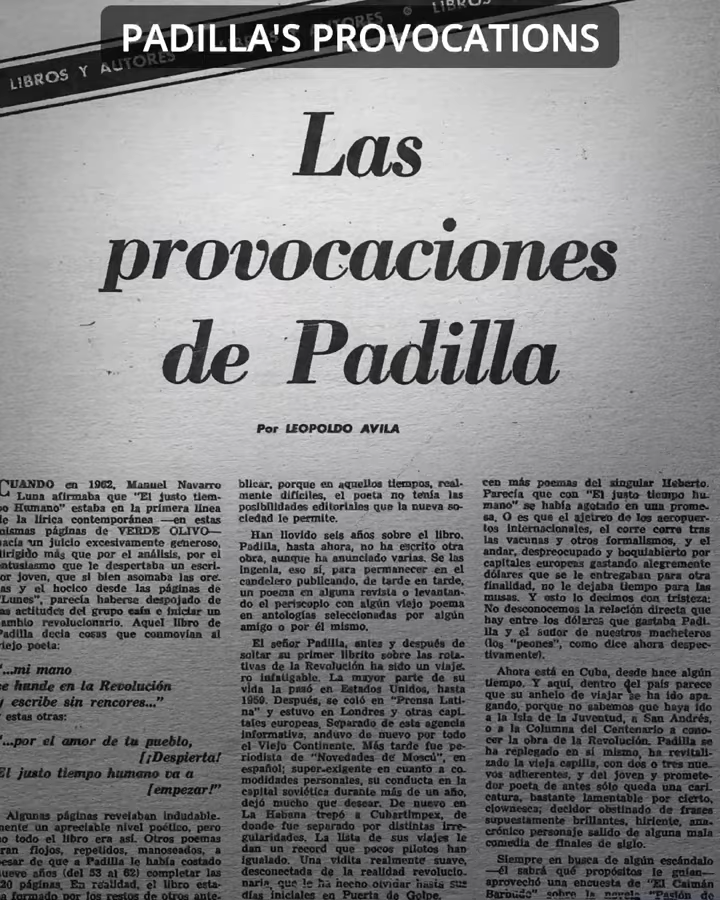 PADILLA'S PROVOCATIONS
LIBROS Y AUTORES
LIBROS
Las
provocaciones
de Padilla
Por LEOPOLDO AVILA
CUANDO en 1962, Manuel Navarro
Luna afirmaba que "El justo tiem-
po Humano" estaba en la primera línea
de la lírica contemporánea —en estas
mismas páginas de VERDE OLIVO—
hacía un juicio excesivamente generoso,
dirigido más que por el análisis, por el
entusiasmo que le despertaba un escri-
tor joven, que si bien asomaba las ore-
jas y el hocico desde las páginas de
"Lunes", parecía haberse despojado de
las actitudes del grupo esán e iniciar un
cambio revolucionario. Aquel libro de
Padilla decía cosas que conmovían al
viejo poeta:
"...mi mano
se hunde en la Revolución
y escribe sin rencores..."
y estas otras:
"...por el amor de tu pueblo,
[¡Despierta!
El justo tiempo humano va a
[empezar!"
Algunas páginas revelaban indudable-
mente un apreciable nivel poético, pero
no todo el libro era así. Otros poemas
eran flojos, repetidos, manoseados, a
pesar de que a Padilla le había costado
nueve años (del 53 al 62) completar las
120 páginas. En realidad, el libro esta-
ba formado por los restos de otros ante-
blicar, porque en aquellos tiempos, real-
mente difíciles, el poeta no tenía las
posibilidades editoriales que la nueva so-
ciedad le permite.
Han llovido seis años sobre el libro.
Padilla, hasta ahora, no ha escrito otra
obra, aunque ha anunciado varias. Se las
ingenia, eso sí, para permanecer en el
candelero publicando, de tarde en tarde,
un poema en alguna revista o levantan-
do el periscopio con algún viejo poema
en antologías seleccionadas por algún
amigo o por él mismo.
El señor Padilla, antes y después de
soltar su primer librito sobre las rota-
tivas de la Revolución ha sido un viaje-
ro infatigable. La mayor parte de su
vida la pasó en Estados Unidos, hasta
1959. Después, se coló en "Prensa Lati-
na" y estuvo en Londres y otras capi-
tales europeas. Separado de esta agencia
informativa, anduvo de nuevo por todo
el Viejo Continente. Más tarde fue pe-
riodista de "Novedades de Moscú", en
español; super-exigente en cuanto a co-
modidades personales, su conducta en la
capital soviética durante más de un año,
dejó mucho que desear. De nuevo en
La Habana trepó a Cubartimpex, de
donde fue separado por distintas irre-
gularidades. La lista de sus viajes le
dan un record que pocos pilotos han
igualado. Una vidita realmente suave,
desconectada de la realidad revolucio-
naria, que le ha hecho olvidar hasta sus
días iniciales en Puerta de Golpe.
cen más poemas del singular Heberto.
Parecía que con "El justo tiempo hu-
mano" se había agotado en una prome-
sa. O es que el ajetreo de los aeropuer-
tos internacionales, el corre corre tras
las vacunas y otros formalismos, y el
andar, despreocupado y boquiabierto por
capitales europeas gastando alegremente
dólares que se le entregaban para otra
finalidad, no le dejaba tiempo para las
musas. Y esto lo decimos con tristeza;
No desconocemos la relación directa que
hay entre los dólares que gastaba Padi-
lla y el sudor de nuestros macheteros
(los "peones", como dice ahora despec-
tivamente).
Ahora está en Cuba, desde hace algún
tiempo. Y aquí, dentro del país parece
que su anhelo de viajar se ha ido apa-
gando, porque no sabemos que haya ido
a la Isla de la Juventud, a San Andrés,
o a la Columna del Centenario a cono-
cer la obra de la Revolución. Padilla se
ha replegado en sí mismo, ha revitali-
zado la vieja capilla, con dos o tres nue-
vos adherentes, y del joven y promete-
dor poeta de antes sólo queda una cari-
catura, bastante lamentable por cierto,
clownesca; decidor obstinado de frases
supuestamente brillantes, hiriente, ana-
crónico personaje salido de alguna mala
comedia de finales de siglo.
Siempre en busca de algún escándalo
—él sabrá qué propósitos le guían—
aprovechó una encuesta de "El Caimán
Barbudo" sobre la novela "Pasión de